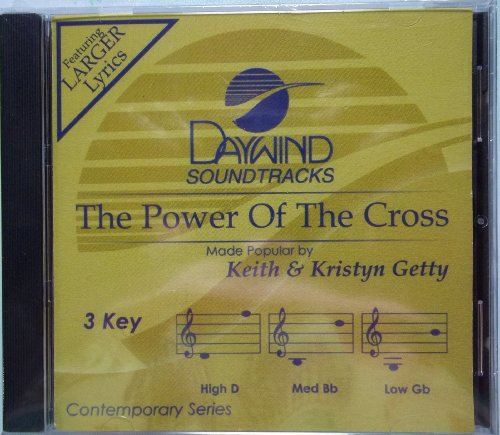 Featuring
LARGER
Lyrics
DAYWIND
SOUNDTRACKS
The Power Of The Cross
Made Popular by
Keith & Kristyn Getty
3 Key
High D
Med Bb
Low Gb
Contemporary Series